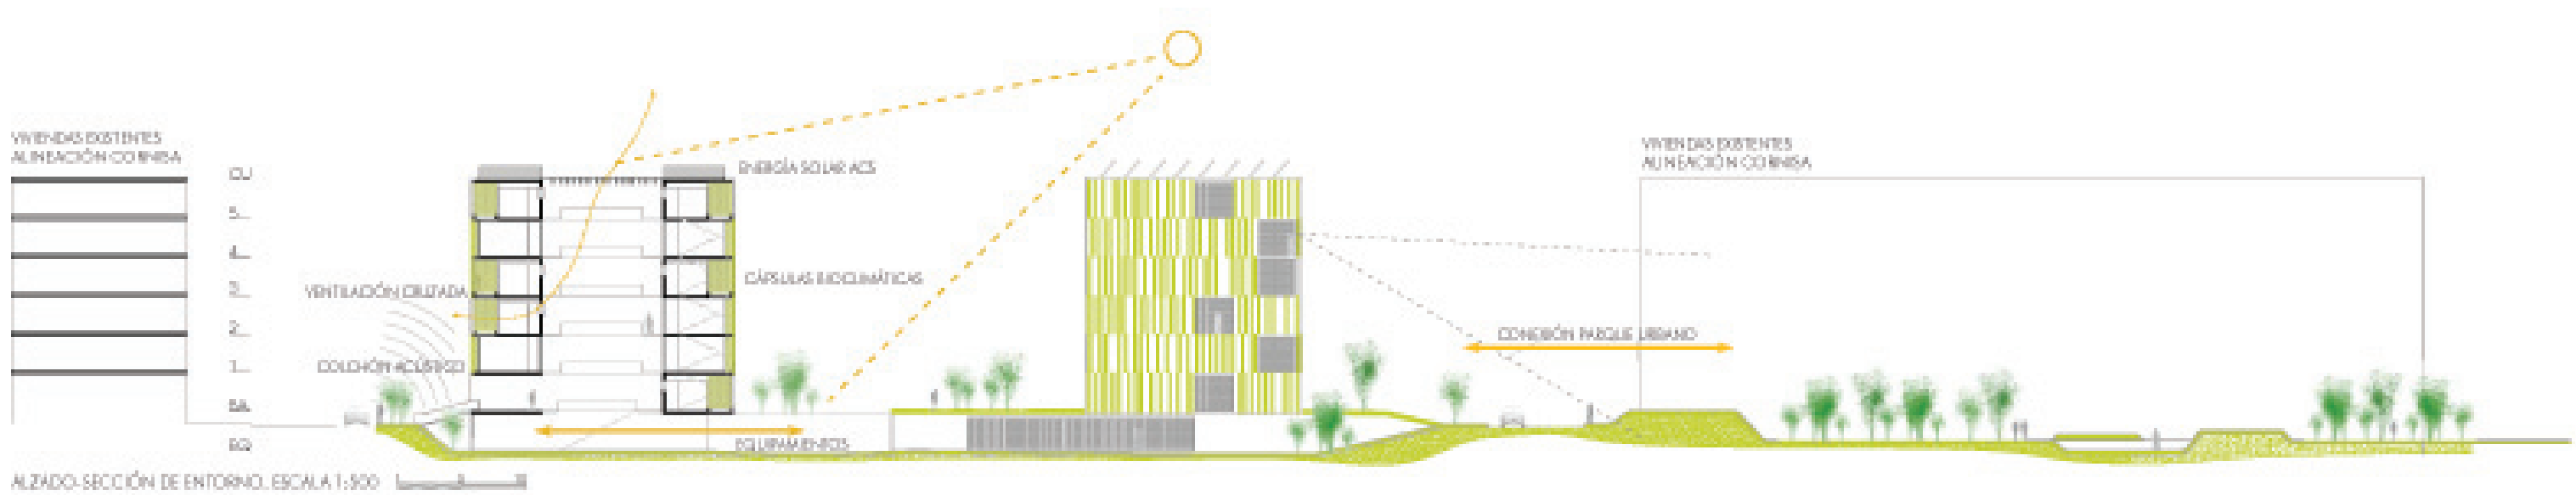 VIVIENDAS EXISTENTES
ALINEACIÓN CORNISA
CU
5
4
3
2
1
BA
EQ
VENTILACIÓN CRUZADA
COLCHÓN ACÚSTICO
ENERGÍA SOLAR ACS
CÁPSULAS BIOCLIMÁTICAS
EQUIPAMIENTOS
VIVIENDAS EXISTENTES
ALINEACIÓN CORNISA
CONEXIÓN PARQUE URBANO
ALZADO-SECCIÓN DE ENTORNO. ESCALA 1:500